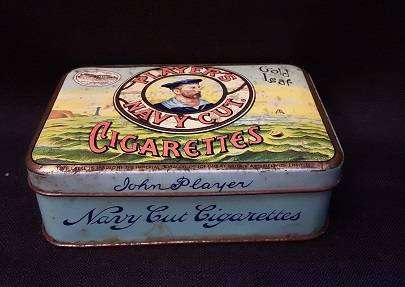 PLAYER'S
NAVY CUT.
Gold
Leaf
CIGARETTES
John Player
Navy Cut Cigarettes